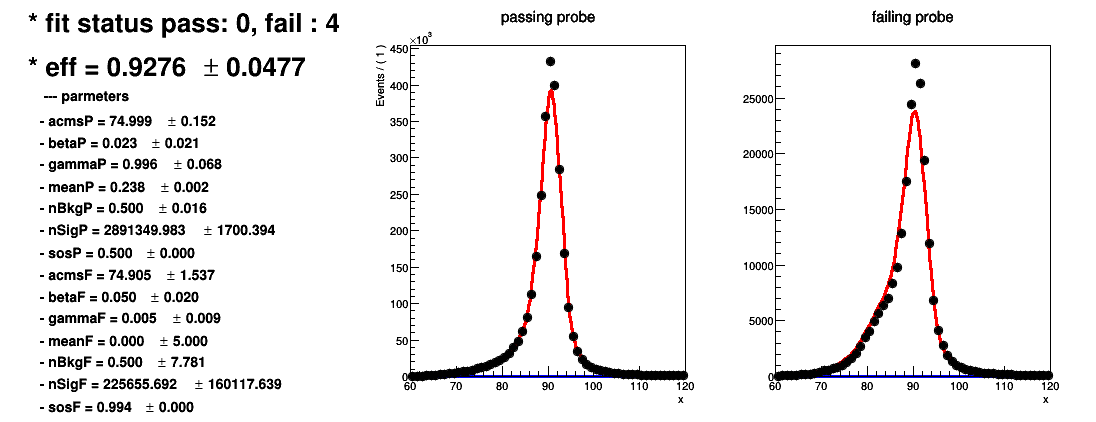 * fit status pass: 0, fail : 4
* eff = 0.9276 ± 0.0477
--- parmeters
- acmsP = 74.999 ± 0.152
- betaP = 0.023 ± 0.021
- gammaP = 0.996 ± 0.068
- meanP = 0.238 ± 0.002
- nBkgP = 0.500 ± 0.016
- nSigP = 2891349.983 ± 1700.394
- sosP = 0.500 ± 0.000
- acmsF = 74.905 ± 1.537
- betaF = 0.050 ± 0.020
- gammaF = 0.005 ± 0.009
- meanF = 0.000 ± 5.000
- nBkgF = 0.500 ± 7.781
- nSigF = 225655.692 ± 160117.639
- sosF = 0.994 ± 0.000
passing probe
×10³
Events / ( 1 )
450
400
350
300
250
200
150
100
50
0
60 70 80 90 100 110 120
x
failing probe
25000
20000
15000
10000
5000
0
60 70 80 90 100 110 120
x